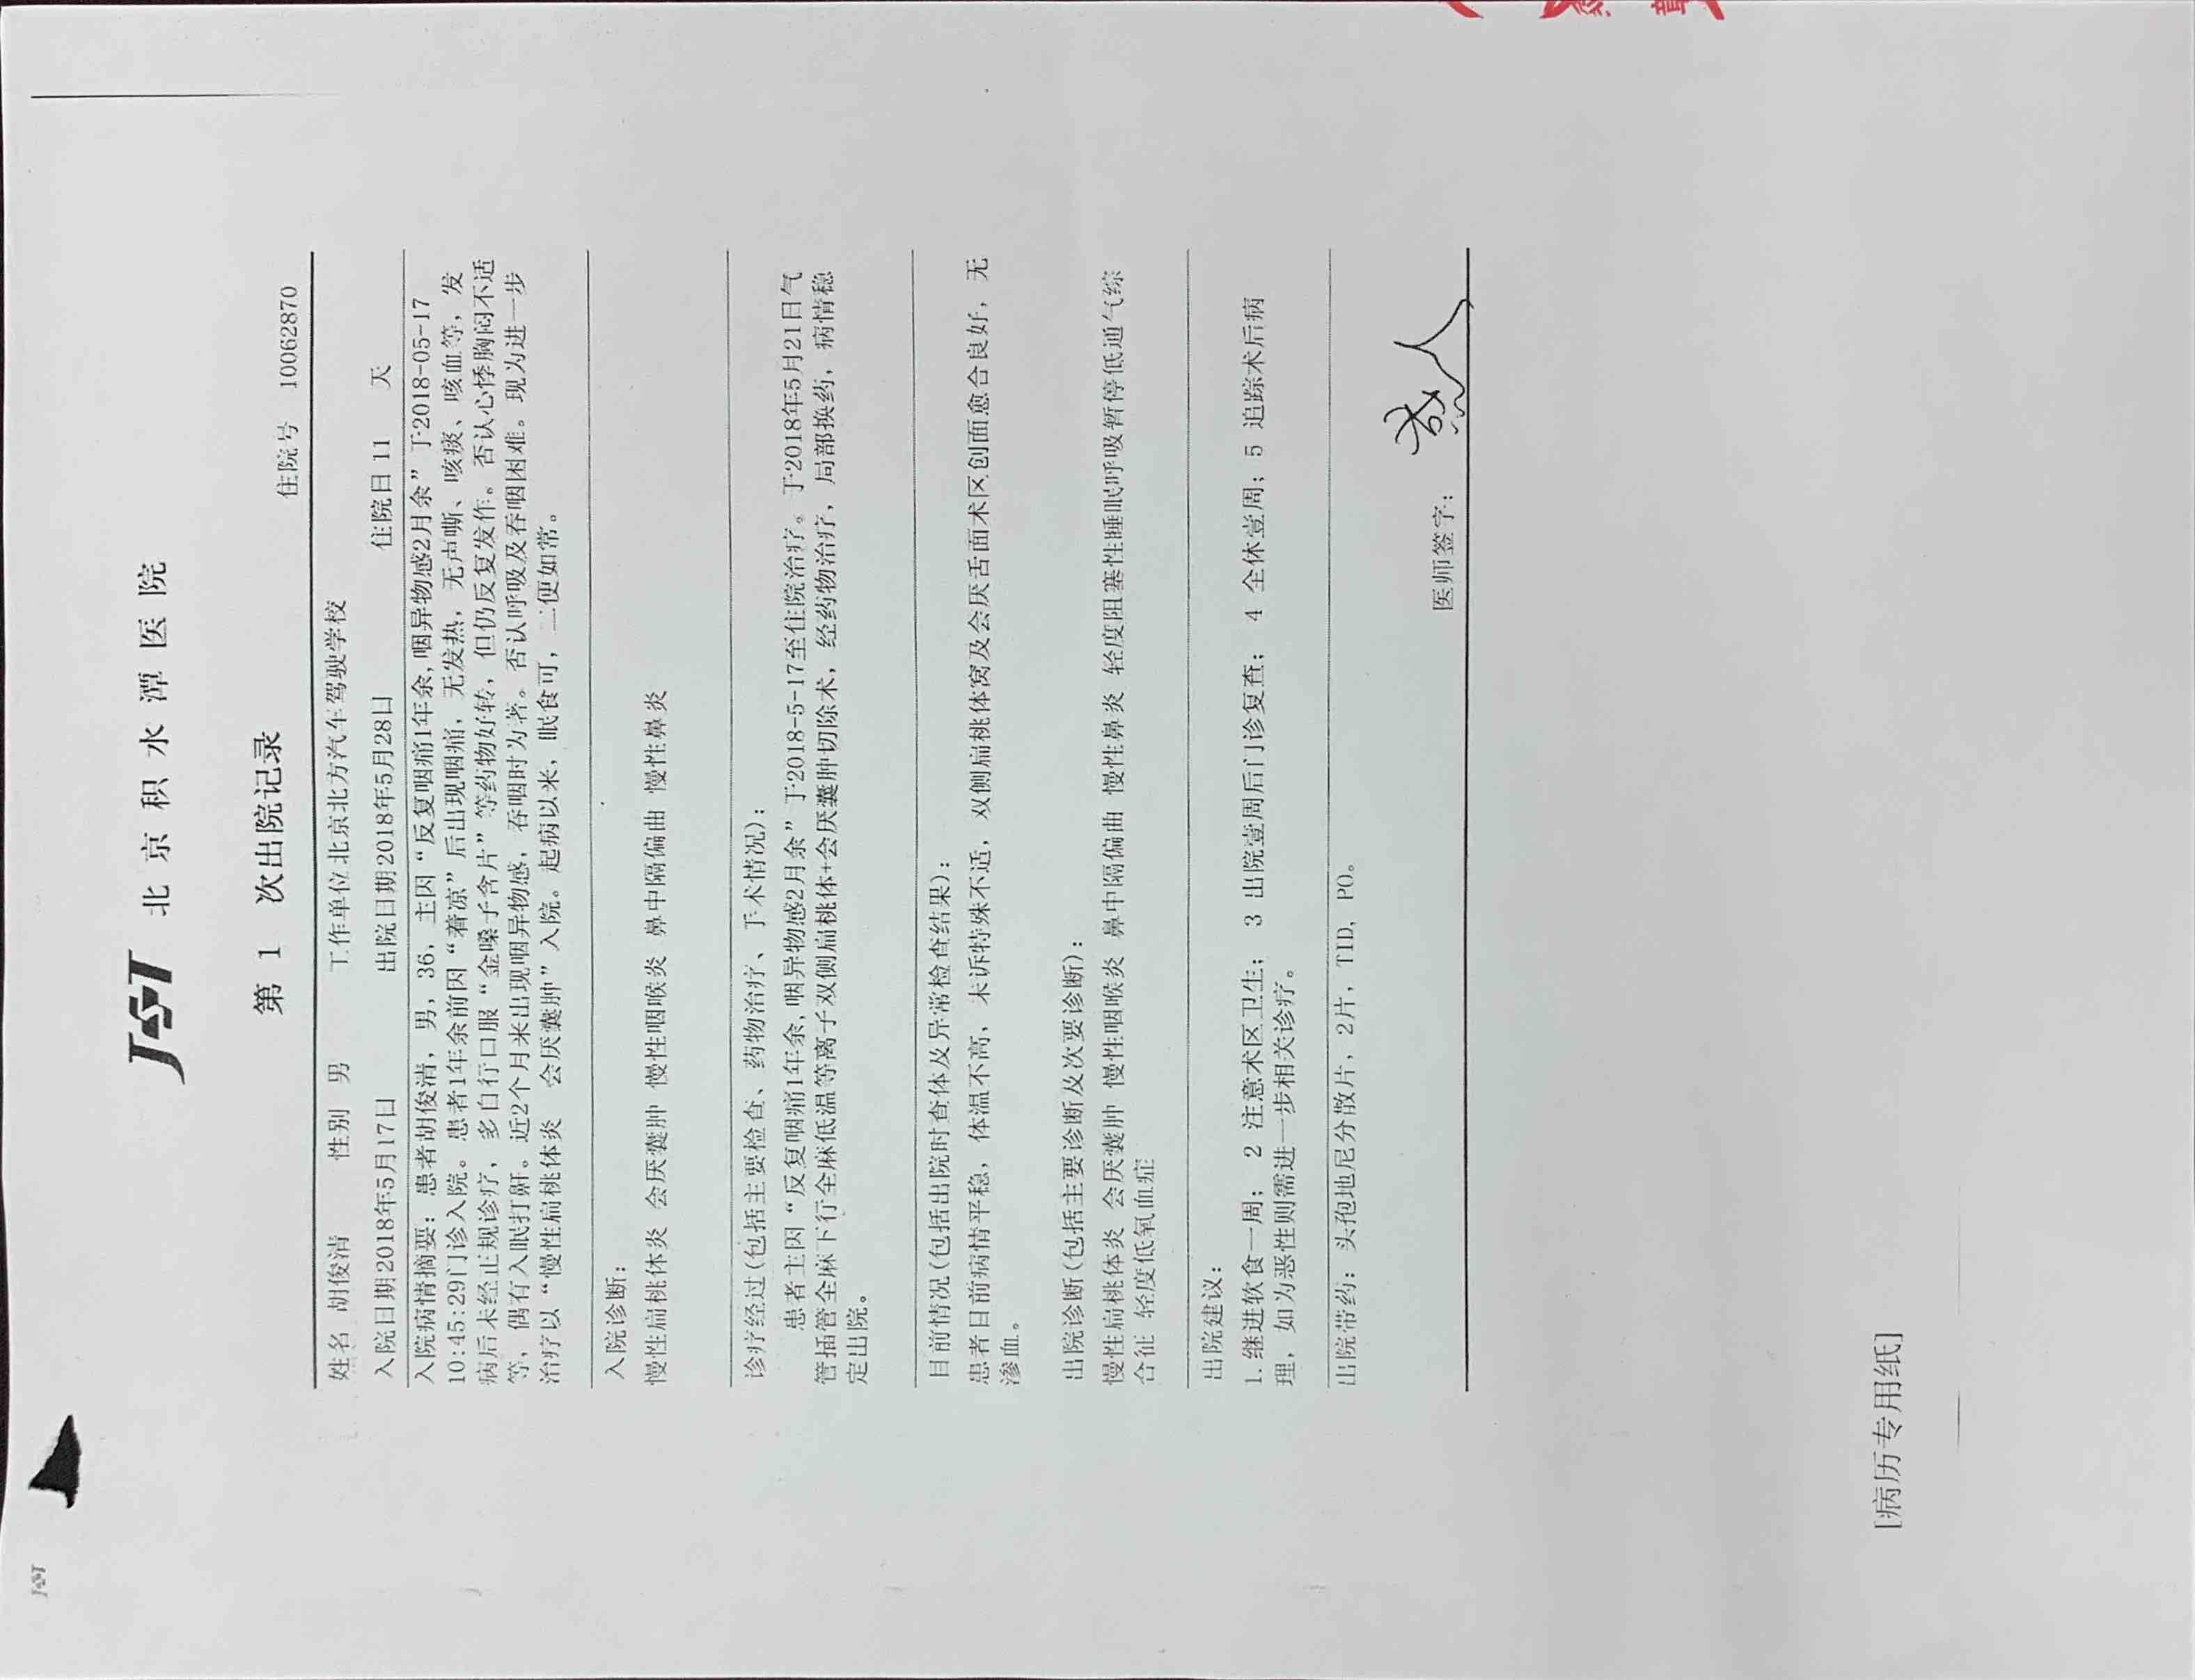 JST
JST 北京积水潭医院
第 1 次出院记录
住院号 10062870
姓名 胡俊清 性别 男 工作单位 北京北方汽车驾驶学校
入院日期2018年5月17日 出院日期2018年5月28日 住院日 11 天
入院病情摘要：患者胡俊清，男，36，主因“反复咽痛1年余,咽异物感2月余”于2018-05-17
10:45:29门诊入院。患者1年余前因“着凉”后出现咽痛，无发热，无声嘶、咳痰、咳血等，发
病后未经正规诊疗，多自行口服“金嗓子含片”等药物好转，但仍反复发作。否认心悸胸闷不适
等，偶有入眠打鼾。近2个月来出现咽异物感，吞咽时为著。否认呼吸及吞咽困难。现为进一步
治疗以“慢性扁桃体炎 会厌囊肿”入院。起病以来，眠食可，二便如常。
入院诊断：
慢性扁桃体炎 会厌囊肿 慢性咽喉炎 鼻中隔偏曲 慢性鼻炎
诊疗经过(包括主要检查、药物治疗、手术情况)：
患者主因“反复咽痛1年余,咽异物感2月余”于2018-5-17至住院治疗。于2018年5月21日气
管插管全麻下行全麻低温等离子双侧扁桃体+会厌囊肿切除术，经药物治疗，局部换药，病情稳
定出院。
目前情况(包括出院时查体及异常检查结果)：
患者目前病情平稳，体温不高，未诉特殊不适，双侧扁桃体窝及会厌舌面术区创面愈合良好，无
渗血。
出院诊断(包括主要诊断及次要诊断)：
慢性扁桃体炎 会厌囊肿 慢性咽喉炎 鼻中隔偏曲 慢性鼻炎 轻度阻塞性睡眠呼吸暂停低通气综
合征 轻度低氧血症
出院建议：
1.继进软食一周； 2 注意术区卫生； 3 出院壹周后门诊复查； 4 全休壹周；5 追踪术后病
理，如为恶性则需进一步相关诊疗。
出院带药：头孢地尼分散片，2片，TID，PO。
医师签字：
章
[病历专用纸]